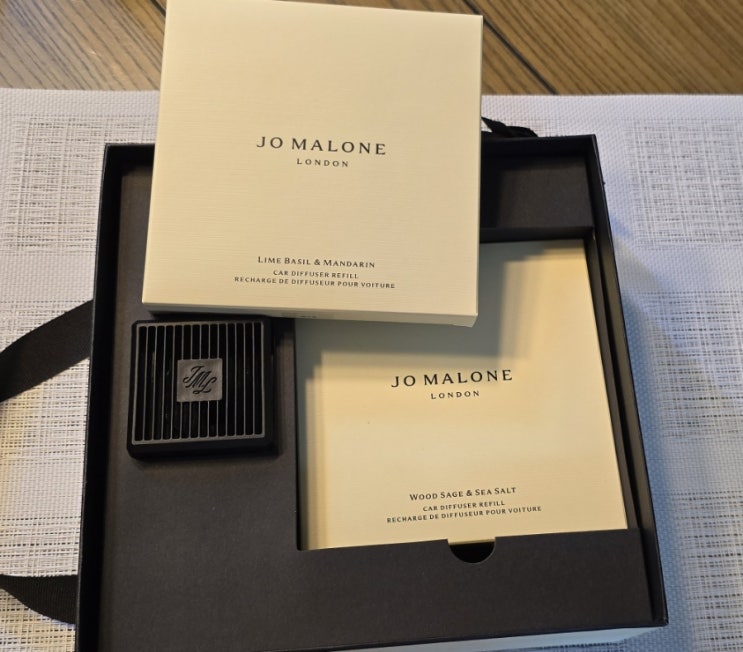 JO MALONE
LONDON
LIME BASIL & MANDARIN
CAR DIFFUSER REFILL
RECHARGE DE DIFFUSEUR POUR VOITURE
JML
JO MALONE
LONDON
WOOD SAGE & SEA SALT
CAR DIFFUSER REFILL
RECHARGE DE DIFFUSEUR POUR VOITURE